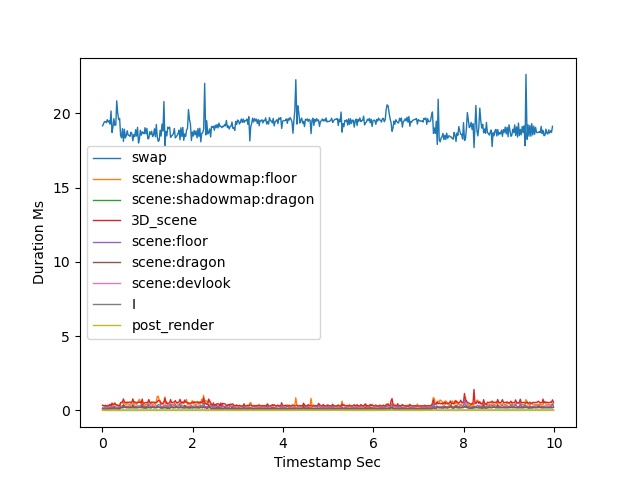 20
15
10
5
0
Duration Ms
swap
scene:shadowmap:floor
scene:shadowmap:dragon
3D_scene
scene:floor
scene:dragon
scene:devlook
I
post_render
0 2 4 6 8 10
Timestamp Sec